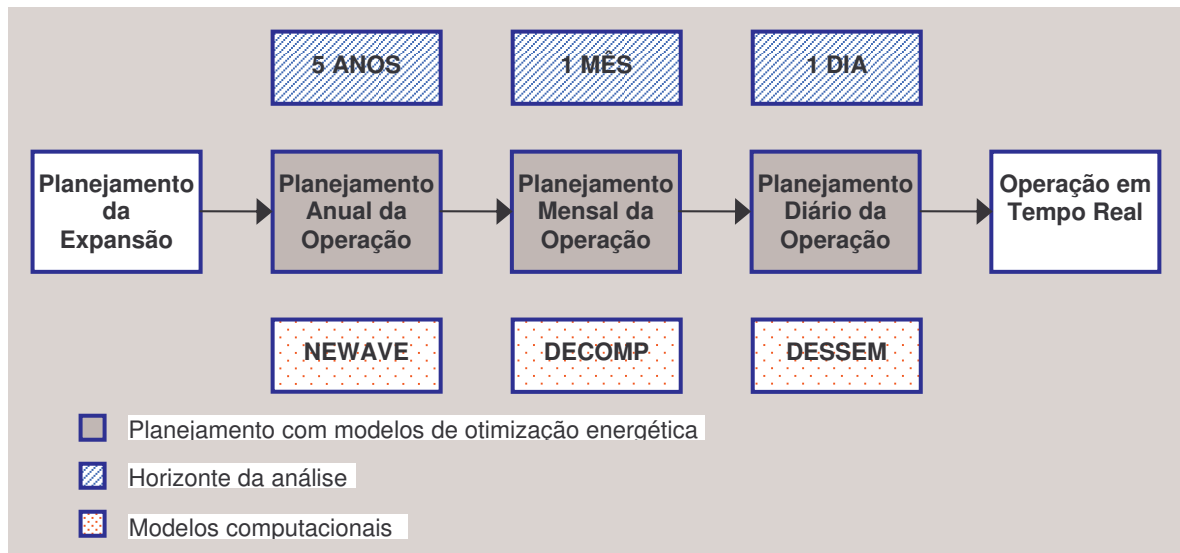 5 ANOS
1 MÊS
1 DIA
Planejamento
da
Expansão
Planejamento
Anual da
Operação
Planejamento
Mensal da
Operação
Planejamento
Diário da
Operação
Operação em
Tempo Real
NEWAVE
DECOMP
DESSEM
Planejamento com modelos de otimização energética
Horizonte da análise
Modelos computacionais